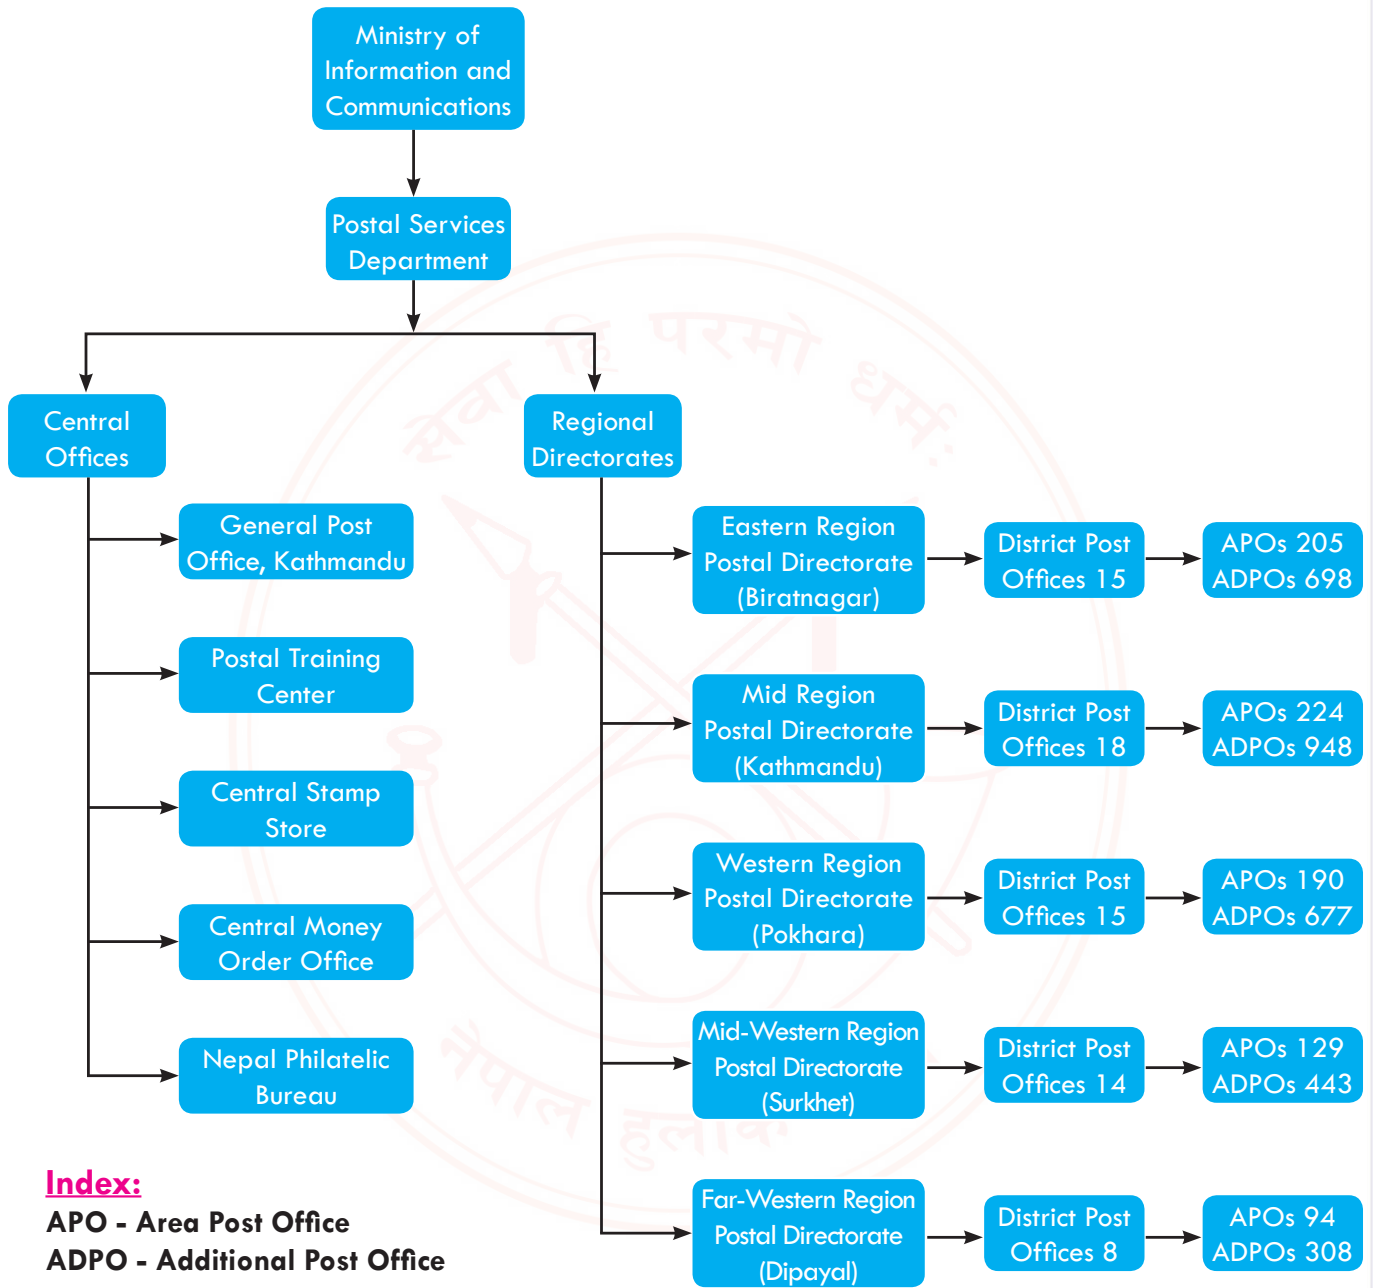 Ministry of
Information and
Communications
Postal Services
Department
Central
Offices
Regional
Directorates
General Post
Office, Kathmandu
Postal Training
Center
Central Stamp
Store
Central Money
Order Office
Nepal Philatelic
Bureau
Eastern Region
Postal Directorate
(Biratnagar)
District Post
Offices 15
APOs 205
ADPOs 698
Mid Region
Postal Directorate
(Kathmandu)
District Post
Offices 18
APOs 224
ADPOs 948
Western Region
Postal Directorate
(Pokhara)
District Post
Offices 15
APOs 190
ADPOs 677
Mid-Western Region
Postal Directorate
(Surkhet)
District Post
Offices 14
APOs 129
ADPOs 443
Far-Western Region
Postal Directorate
(Dipayal)
District Post
Offices 8
APOs 94
ADPOs 308
Index:
APO - Area Post Office
ADPO - Additional Post Office
सेवा हि परमो धर्म:
नेपाल हुलाक